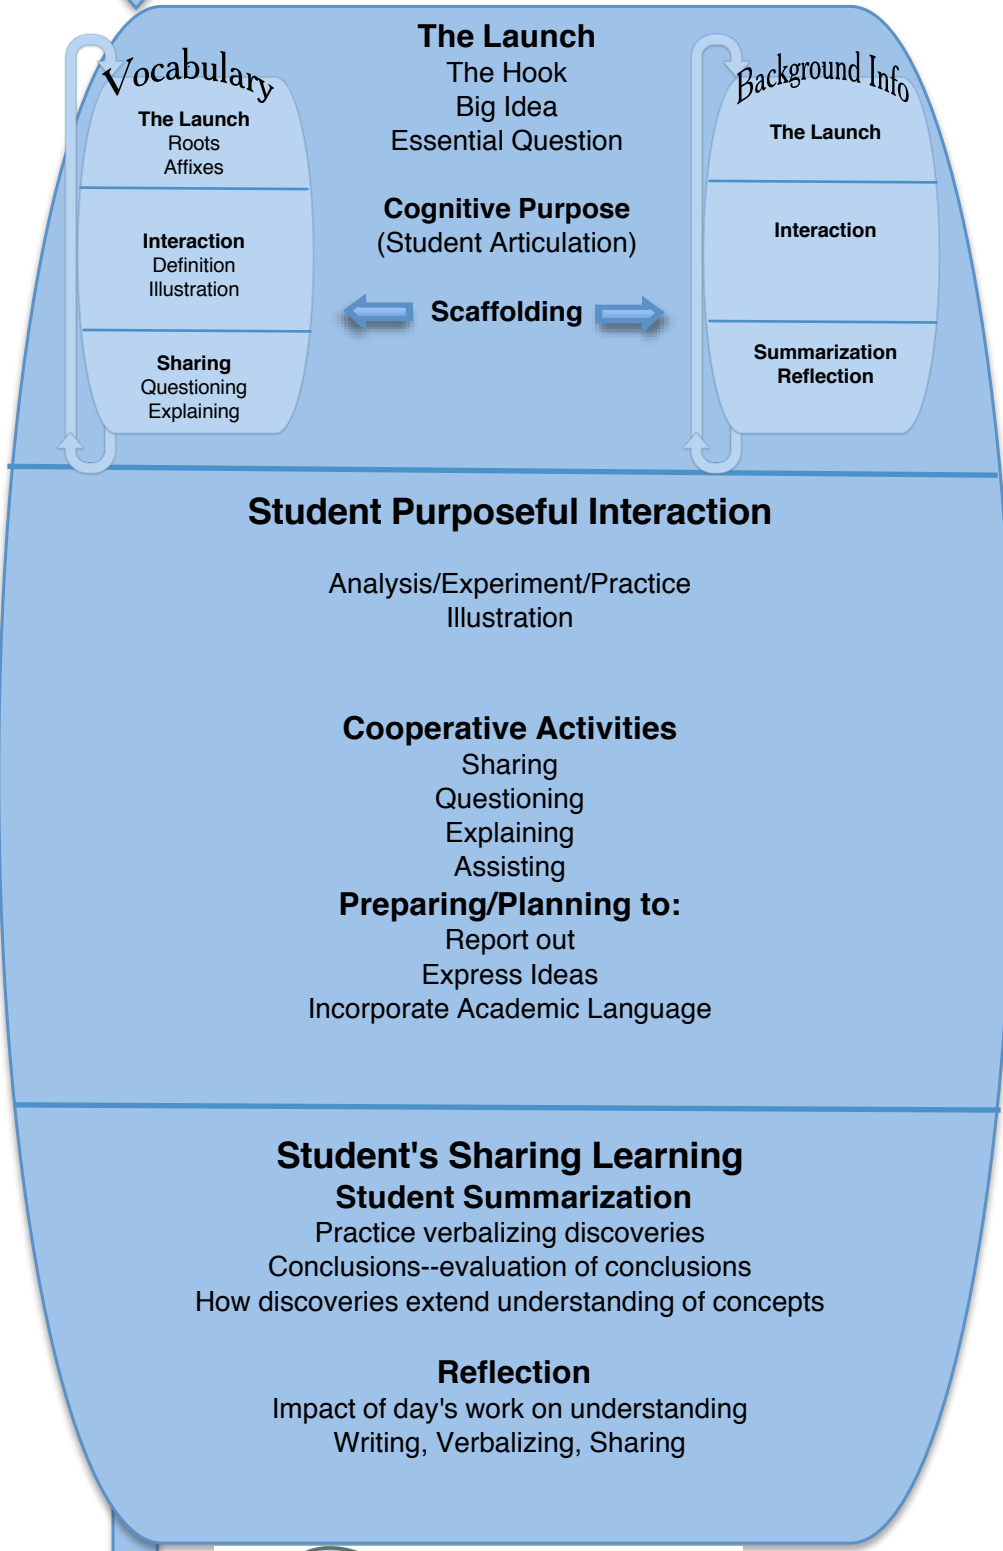 Vocabulary
The Launch
Roots
Affixes
Interaction
Definition
Illustration
Sharing
Questioning
Explaining
The Launch
The Hook
Big Idea
Essential Question
Cognitive Purpose
(Student Articulation)
Scaffolding
Background Info
The Launch
Interaction
Summarization
Reflection
Student Purposeful Interaction
Analysis/Experiment/Practice
Illustration
Cooperative Activities
Sharing
Questioning
Explaining
Assisting
Preparing/Planning to:
Report out
Express Ideas
Incorporate Academic Language
Student's Sharing Learning
Student Summarization
Practice verbalizing discoveries
Conclusions--evaluation of conclusions
How discoveries extend understanding of concepts
Reflection
Impact of day's work on understanding
Writing, Verbalizing, Sharing